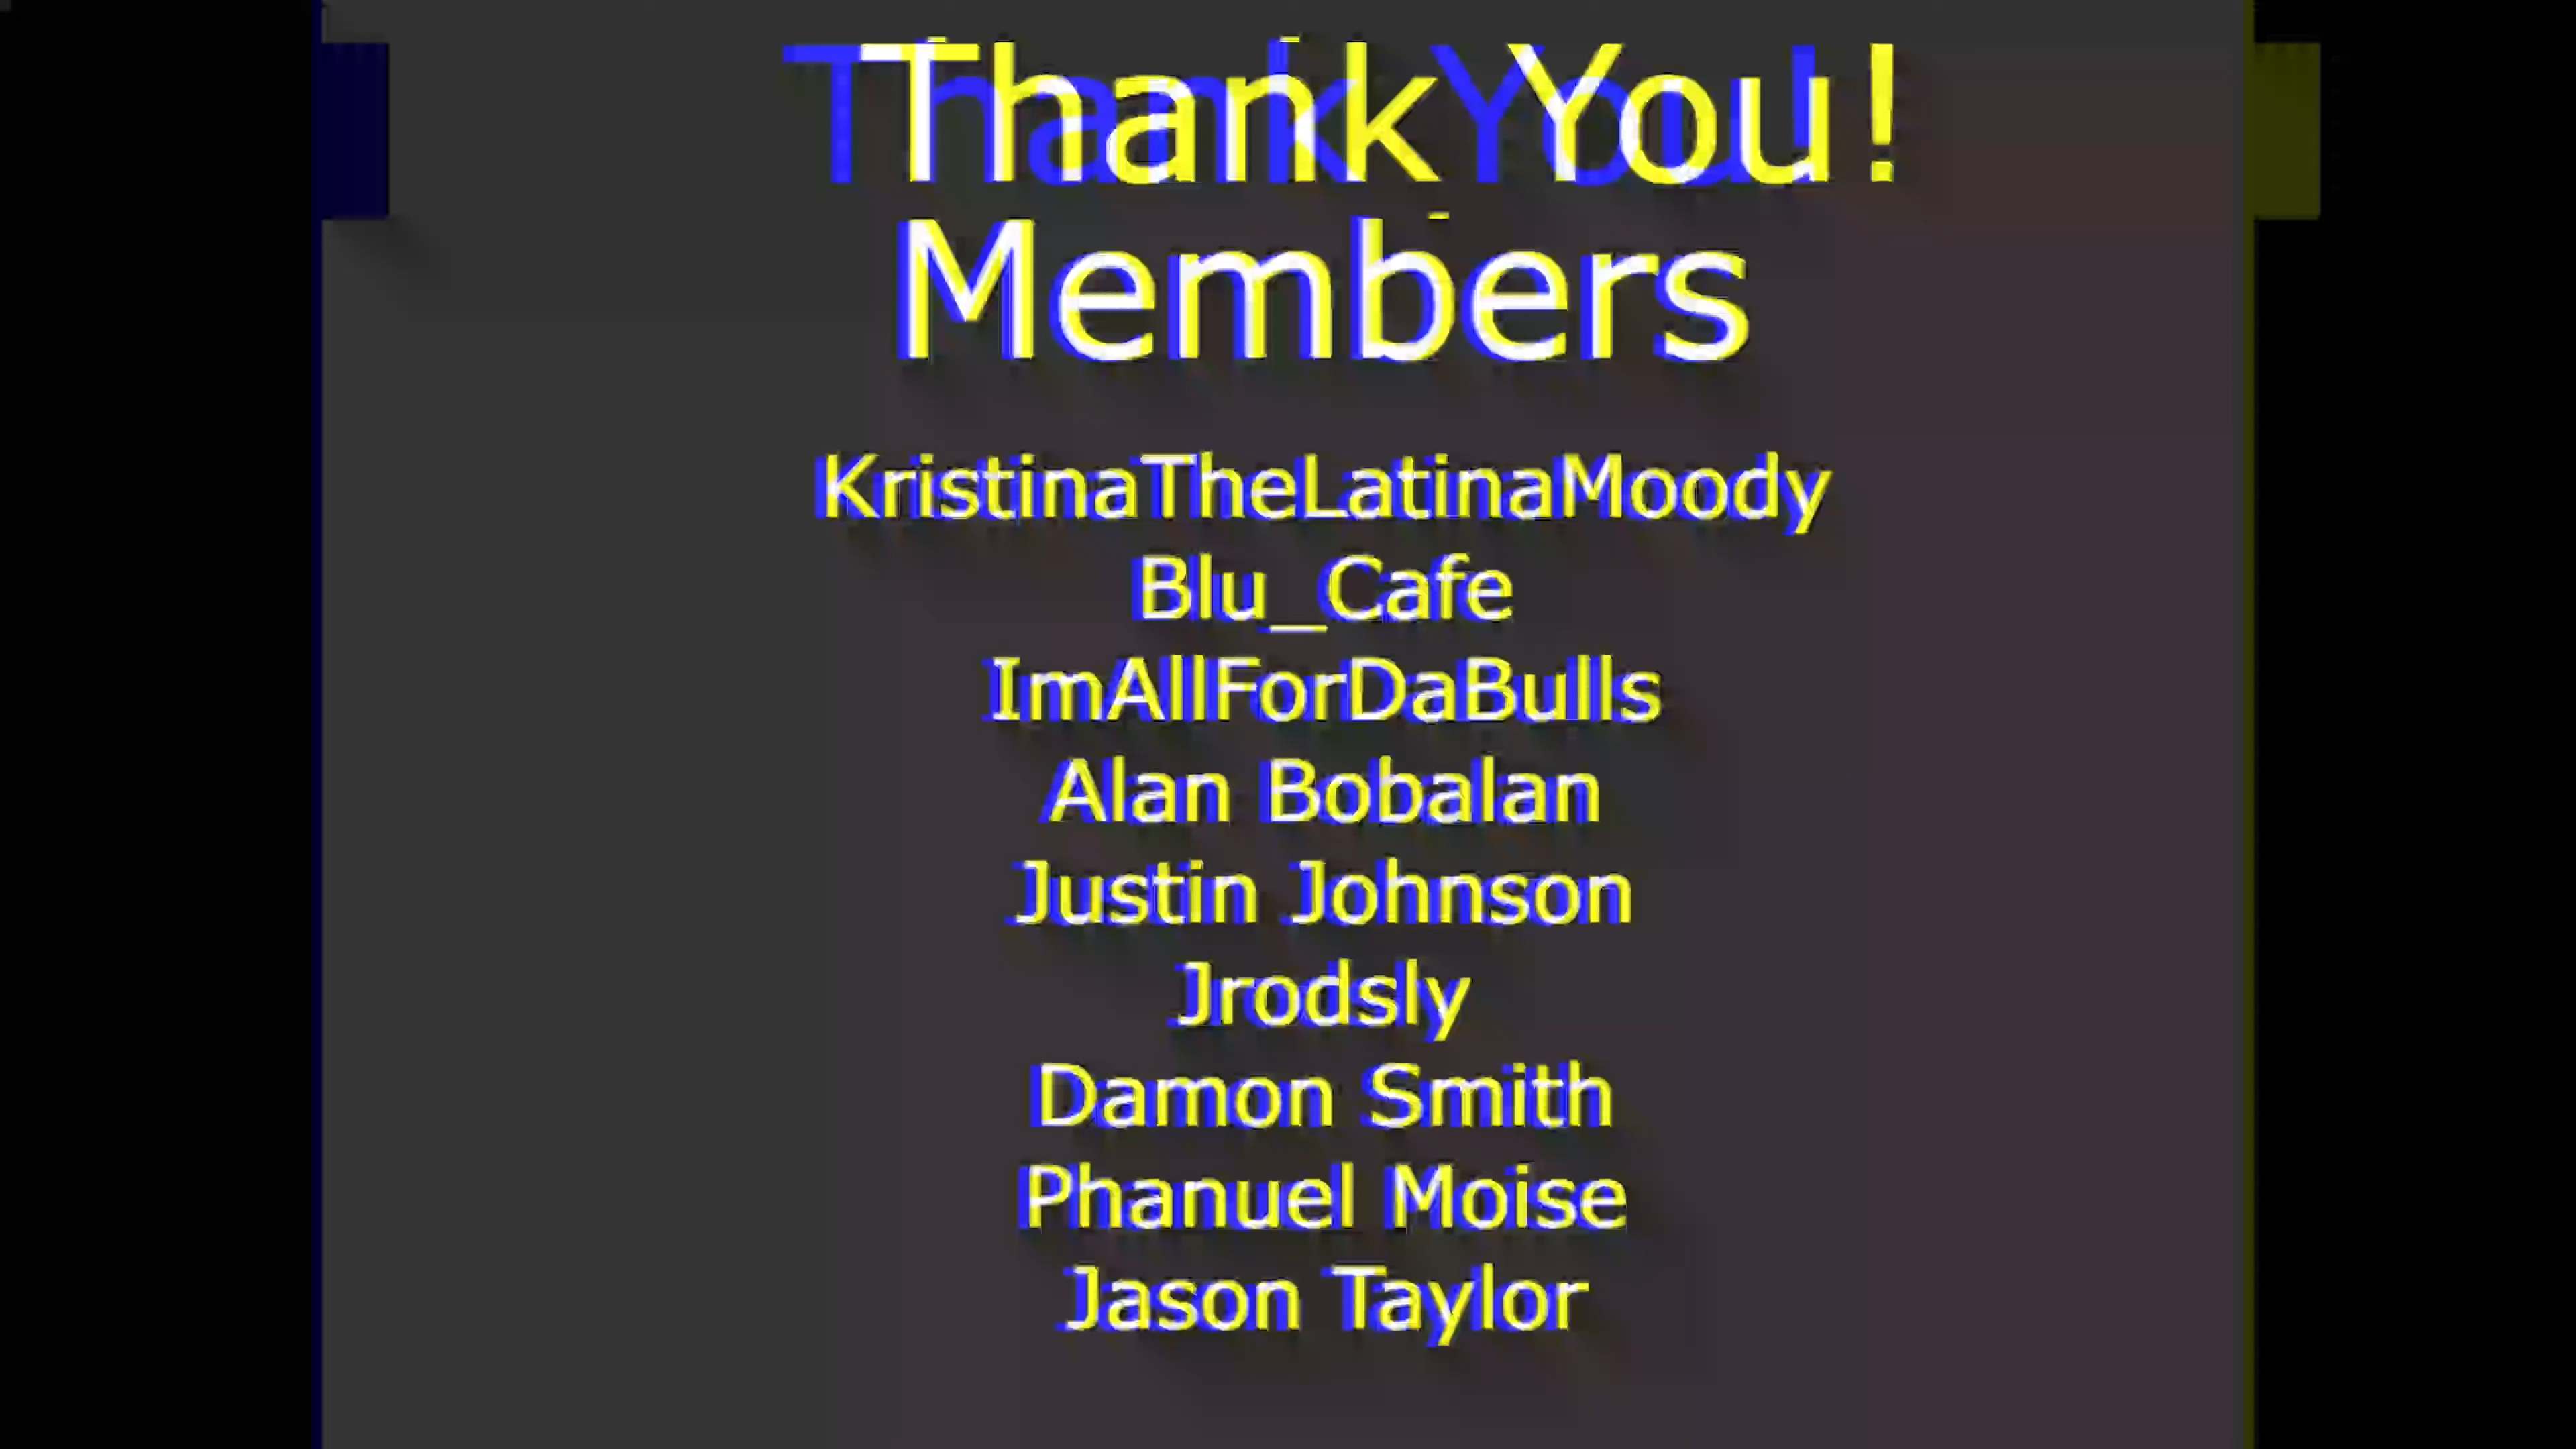 Thank You!
Members
KristinaTheLatinaMoody
Blu_Cafe
ImAllForDaBulls
Alan Bobalan
Justin Johnson
Jrodsly
Damon Smith
Phanuel Moise
Jason Taylor